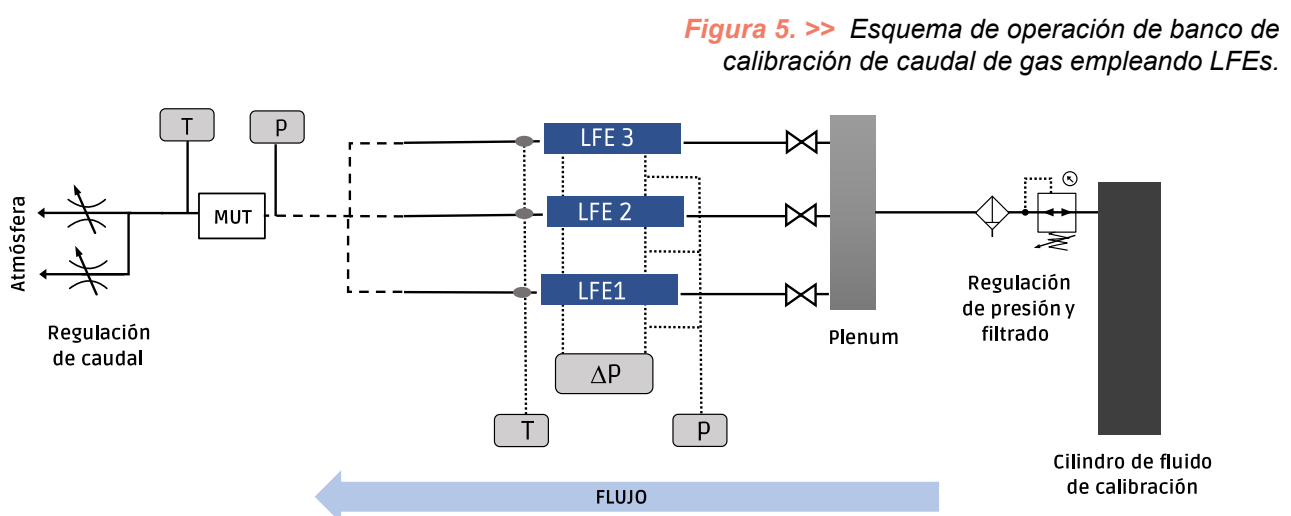 Figura 5. >> Esquema de operación de banco de
calibración de caudal de gas empleando LFEs.
T
P
LFE 3
LFE 2
LFE1
MUT
Atmósfera
Regulación
de caudal
ΔP
T
P
Plenum
Regulación
de presión y
filtrado
Cilindro de fluido
de calibración
FLUJO